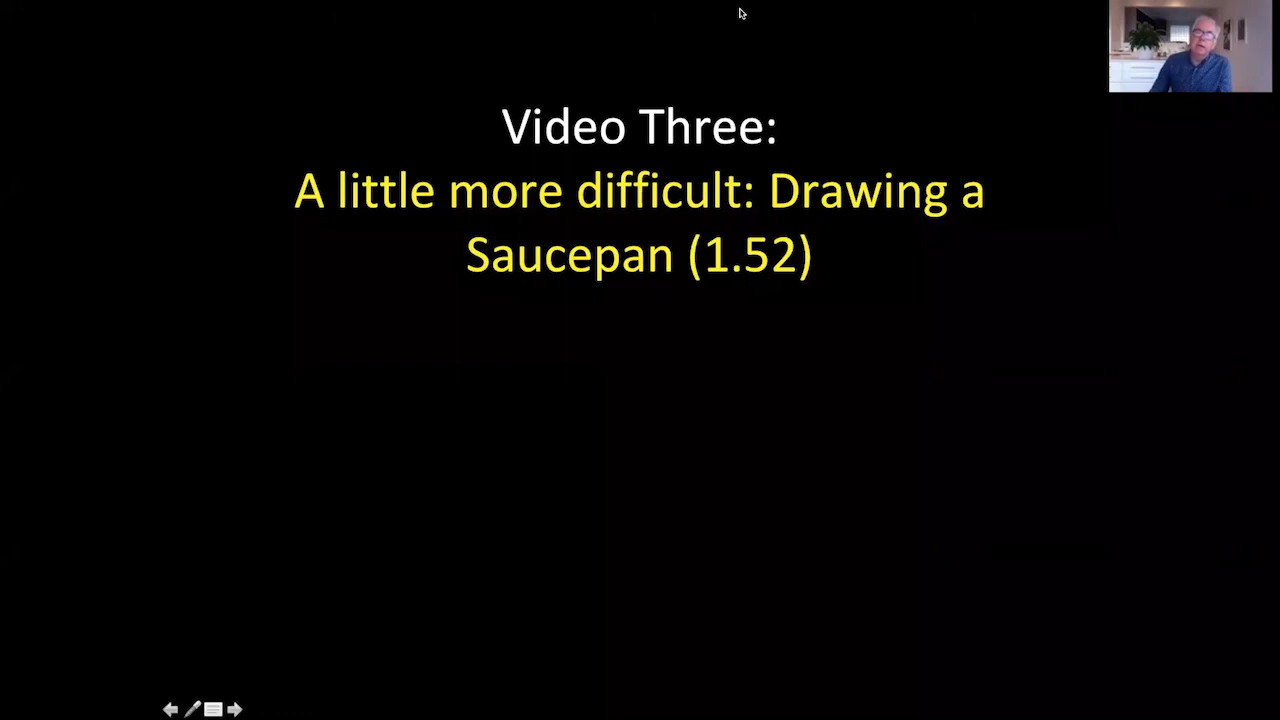 Video Three:
A little more difficult: Drawing a
Saucepan (1.52)